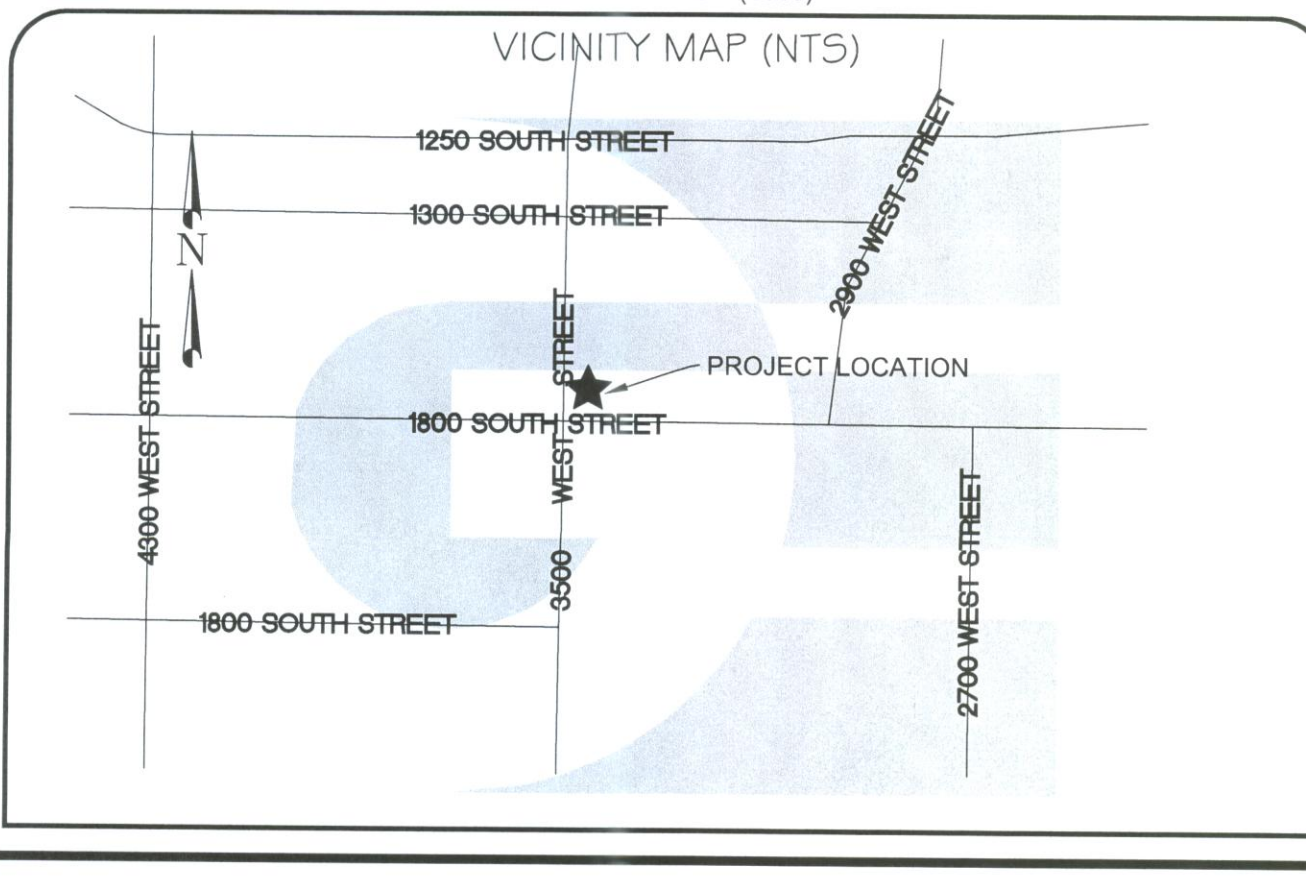 VICINITY MAP (NTS)
1250 SOUTH STREET
1300 SOUTH STREET
2900 WEST STREET
N
PROJECT LOCATION
1800 SOUTH STREET
4300 WEST STREET
3500 WEST STREET
1800 SOUTH STREET
2700 WEST STREET